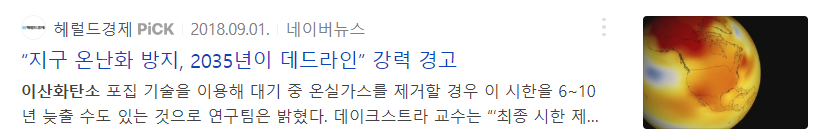 헤럴드경제 PiCK 2018.09.01. 네이버뉴스
“지구 온난화 방지, 2035년이 데드라인” 강력 경고
이산화탄소 포집 기술을 이용해 대기 중 온실가스를 제거할 경우 이 시한을 6~10
년 늦출 수도 있는 것으로 연구팀은 밝혔다. 데이크스트라 교수는 “‘최종 시한 제...